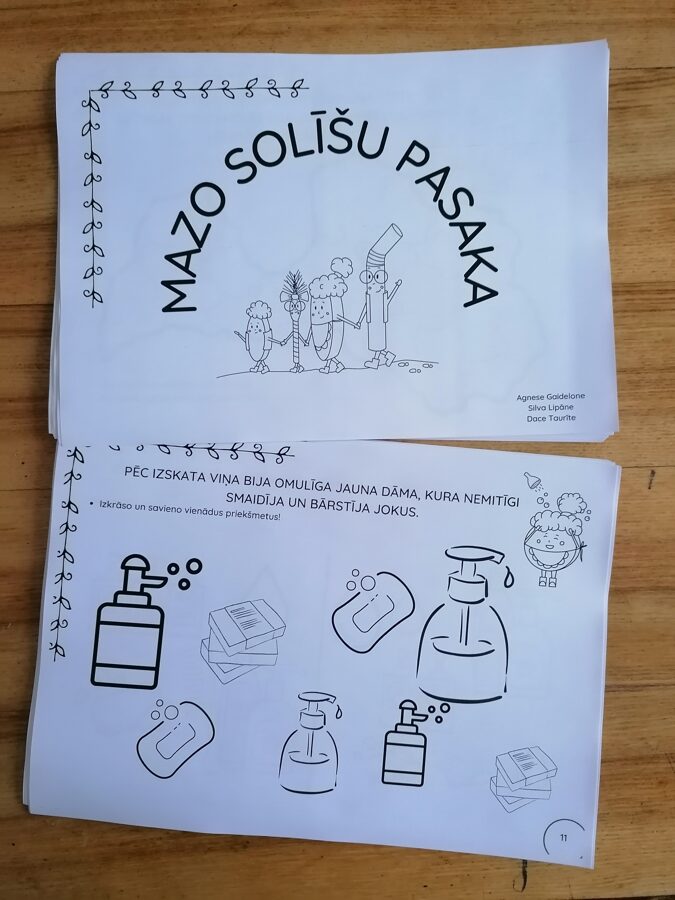 MAZO SOLĪŠU PASAKA
Agnese Gaidelone
Silva Lipāne
Dace Taurīte
PĒC IZSKATA VIŅA BIJA OMULĪGA JAUNA DĀMA, KURA NEMITĪGI
SMAIDĪJA UN BĀRSTĪJA JOKUS.
• Izkrāso un savieno vienādus priekšmetus!
11